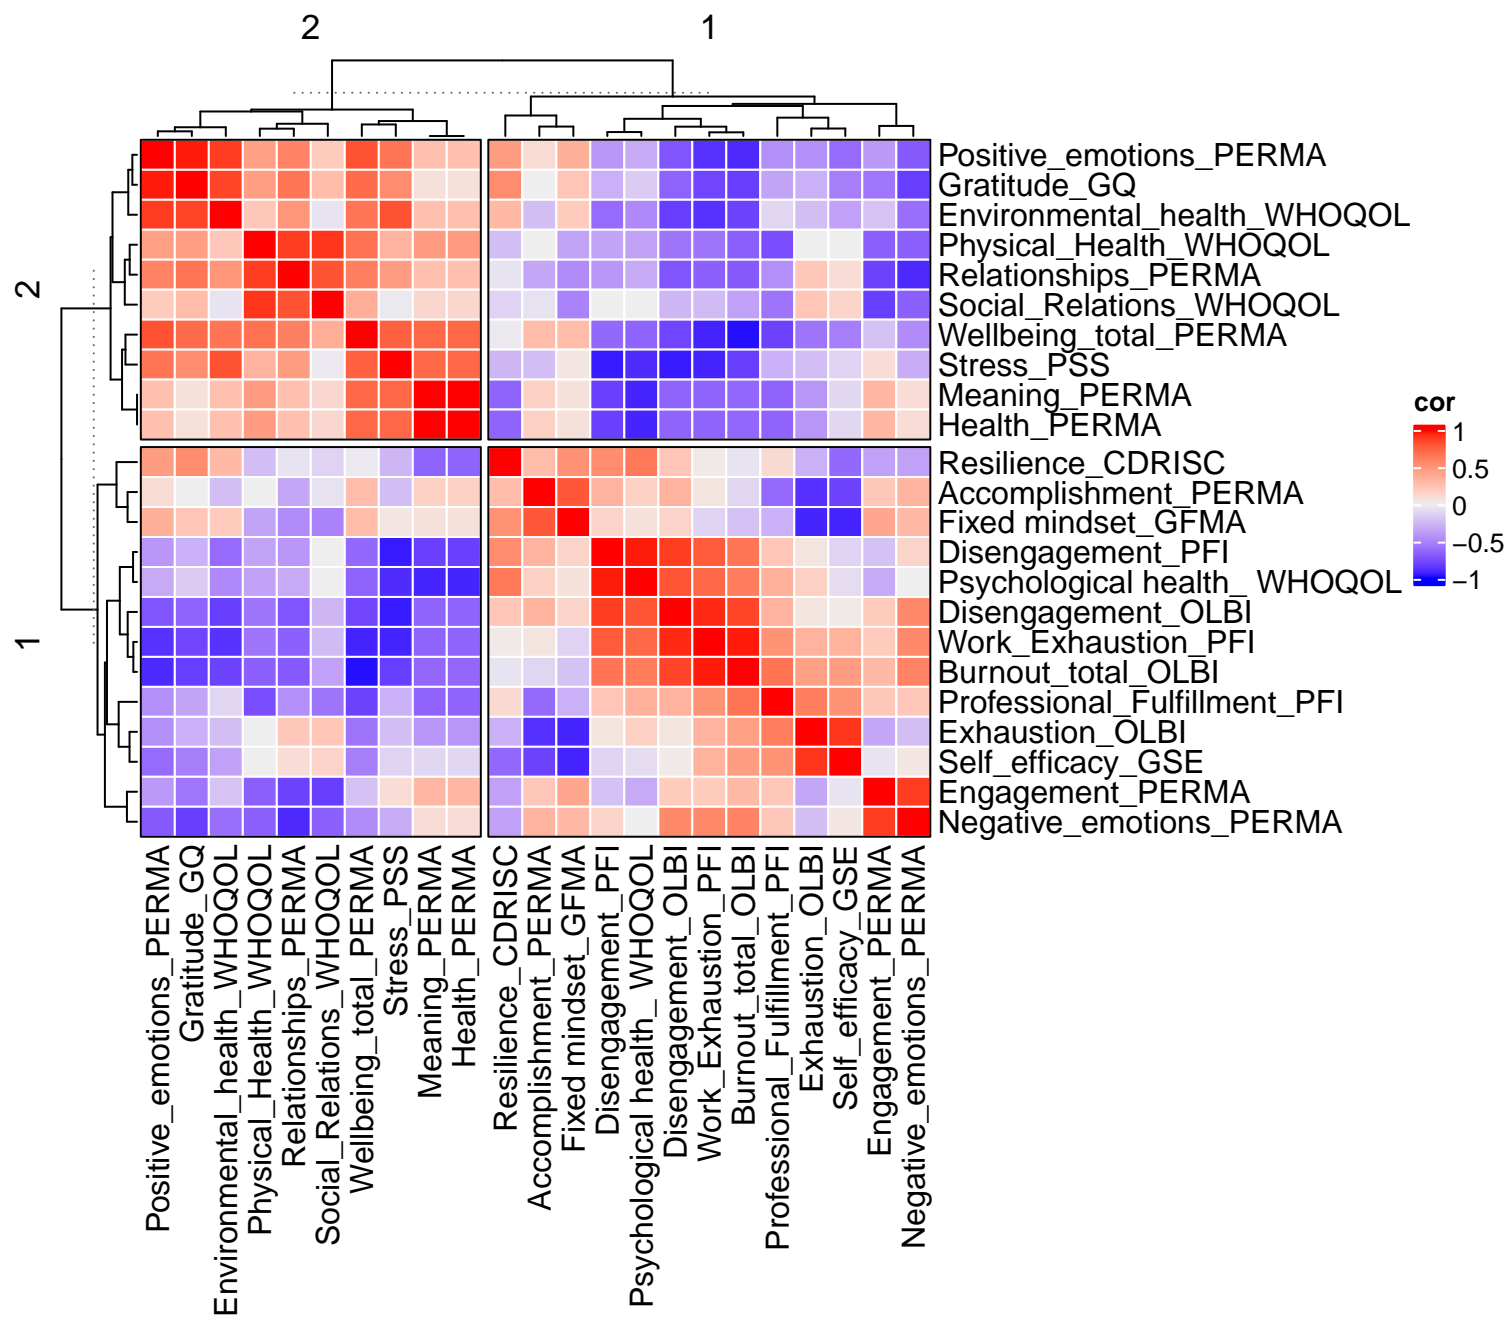 2
1
2
1
Positive_emotions_PERMA
Gratitude_GQ
Environmental_health_WHOQOL
Physical_Health_WHOQOL
Relationships_PERMA
Social_Relations_WHOQOL
Wellbeing_total_PERMA
Stress_PSS
Meaning_PERMA
Health_PERMA
Resilience_CDRISC
Accomplishment_PERMA
Fixed mindset_GFMA
Disengagement_PFI
Psychological health_ WHOQOL
Disengagement_OLBI
Work_Exhaustion_PFI
Burnout_total_OLBI
Professional_Fulfillment_PFI
Exhaustion_OLBI
Self_efficacy_GSE
Engagement_PERMA
Negative_emotions_PERMA
cor
1
0.5
0
−0.5
−1
Positive_emotions_PERMA
Gratitude_GQ
Environmental_health_WHOQOL
Physical_Health_WHOQOL
Relationships_PERMA
Social_Relations_WHOQOL
Wellbeing_total_PERMA
Stress_PSS
Meaning_PERMA
Health_PERMA
Resilience_CDRISC
Accomplishment_PERMA
Fixed mindset_GFMA
Disengagement_PFI
Psychological health_ WHOQOL
Disengagement_OLBI
Work_Exhaustion_PFI
Burnout_total_OLBI
Professional_Fulfillment_PFI
Exhaustion_OLBI
Self_efficacy_GSE
Engagement_PERMA
Negative_emotions_PERMA